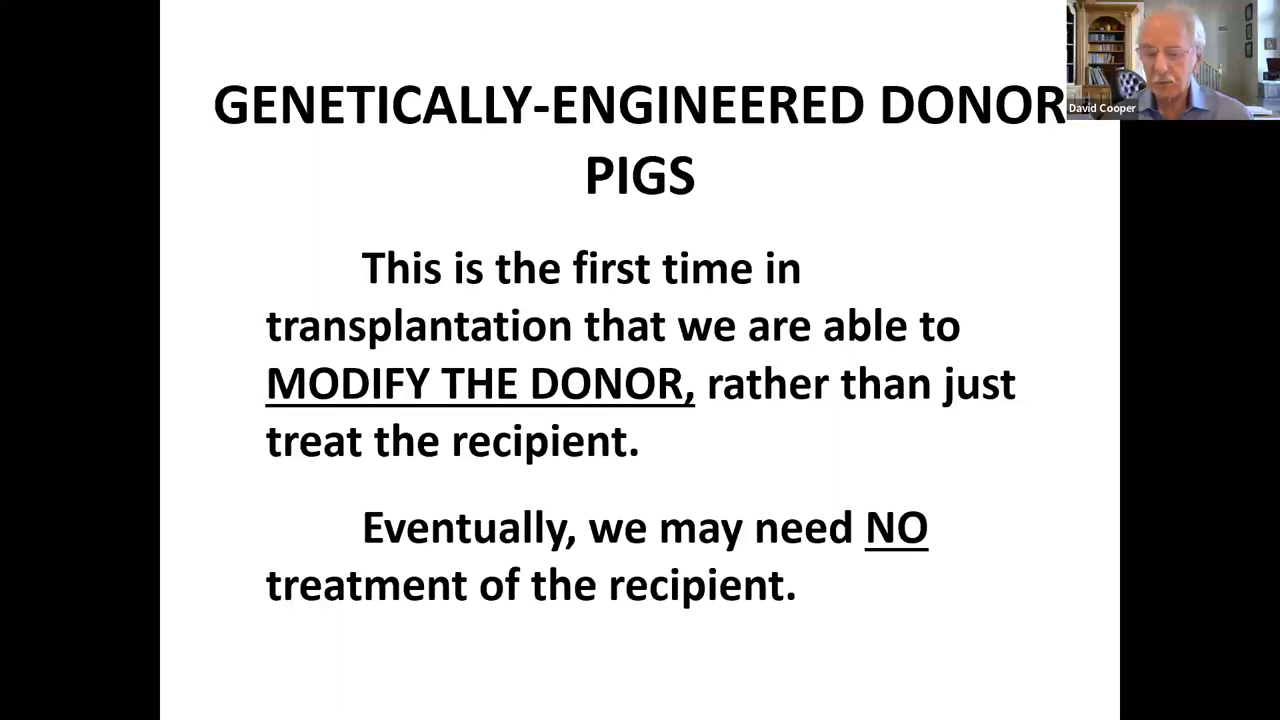 GENETICALLY-ENGINEERED DONOR
PIGS
David Cooper
This is the first time in
transplantation that we are able to
MODIFY THE DONOR, rather than just
treat the recipient.
Eventually, we may need NO
treatment of the recipient.